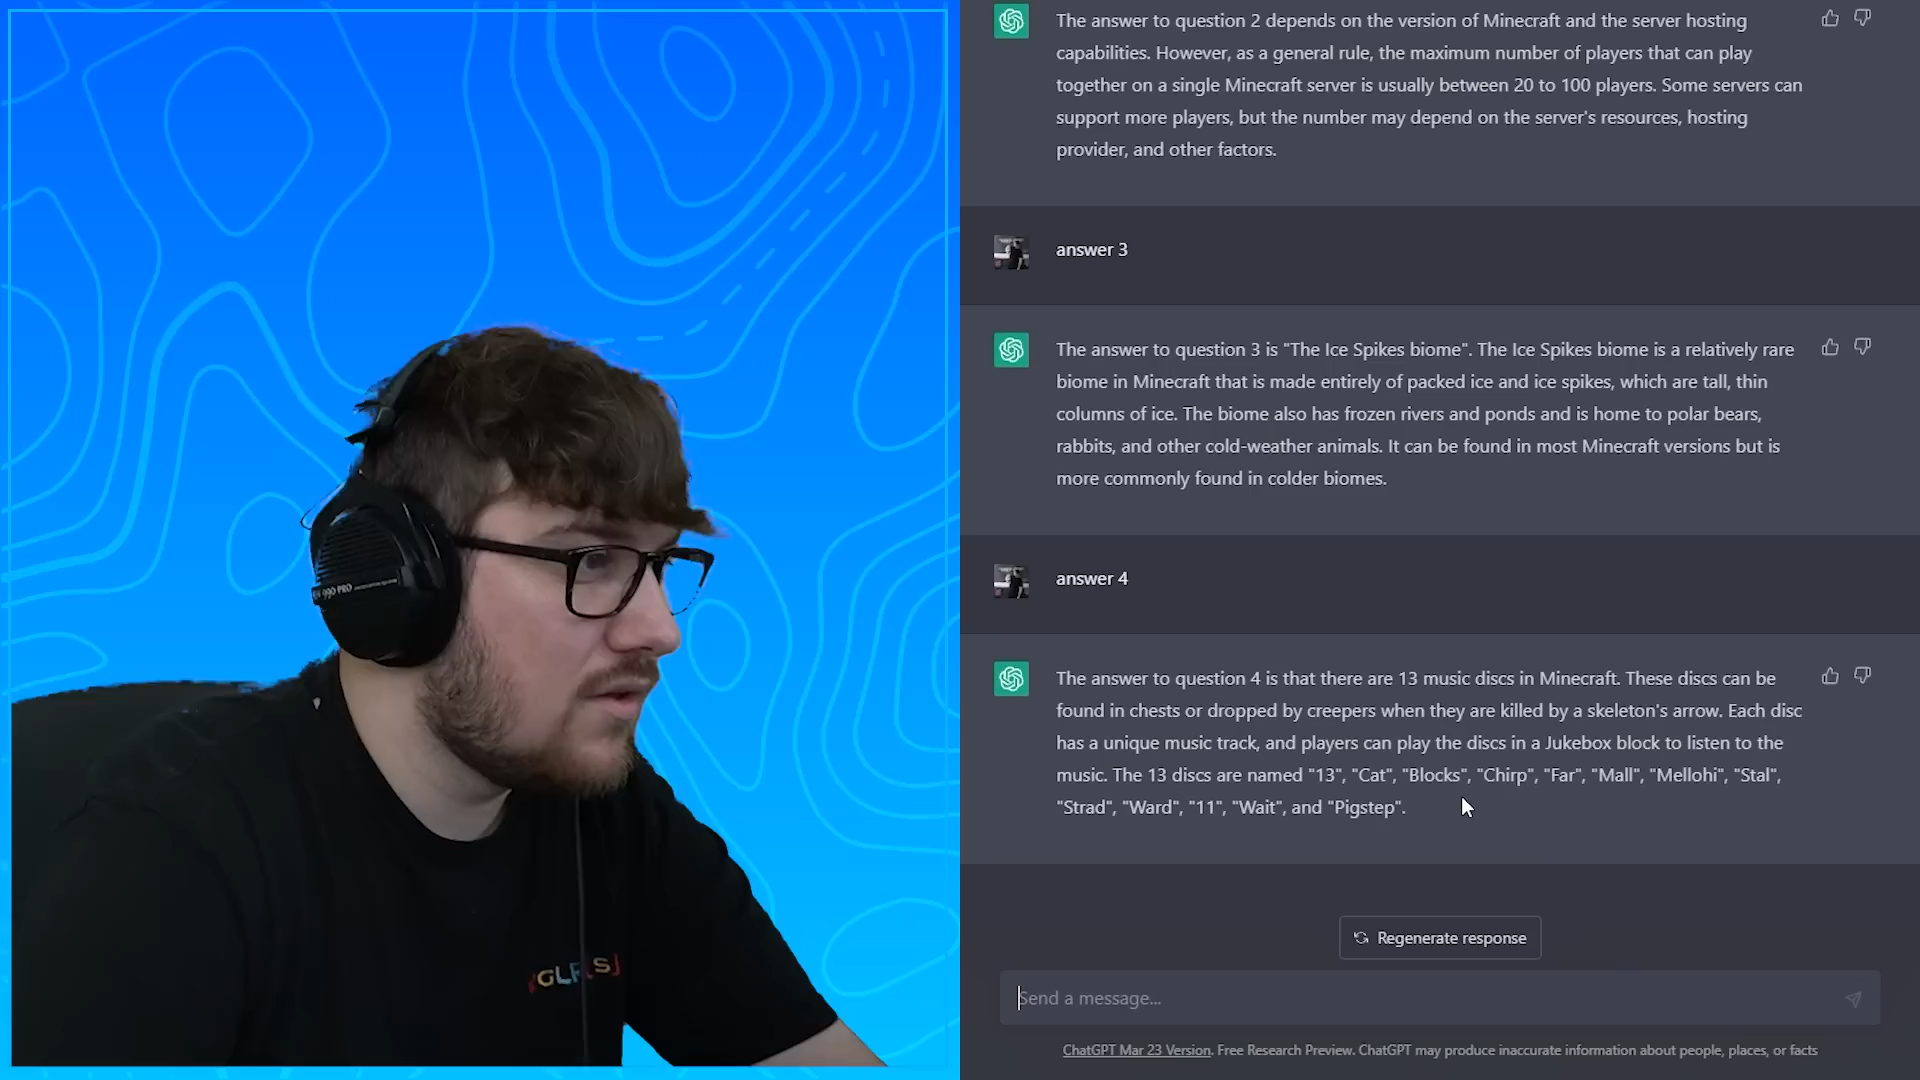 The answer to question 2 depends on the version of Minecraft and the server hosting
capabilities. However, as a general rule, the maximum number of players that can play
together on a single Minecraft server is usually between 20 to 100 players. Some servers can
support more players, but the number may depend on the server's resources, hosting
provider, and other factors.
answer 3
The answer to question 3 is "The Ice Spikes biome". The Ice Spikes biome is a relatively rare
biome in Minecraft that is made entirely of packed ice and ice spikes, which are tall, thin
columns of ice. The biome also has frozen rivers and ponds and is home to polar bears,
rabbits, and other cold-weather animals. It can be found in most Minecraft versions but is
more commonly found in colder biomes.
answer 4
The answer to question 4 is that there are 13 music discs in Minecraft. These discs can be
found in chests or dropped by creepers when they are killed by a skeleton's arrow. Each disc
has a unique music track, and players can play the discs in a Jukebox block to listen to the
music. The 13 discs are named "13", "Cat", "Blocks", "Chirp", "Far", "Mall", "Mellohi", "Stal",
"Strad", "Ward", "11", "Wait", and "Pigstep".
Regenerate response
Send a message...
ChatGPT Mar 23 Version. Free Research Preview. ChatGPT may produce inaccurate information about people, places, or facts
990 PRO